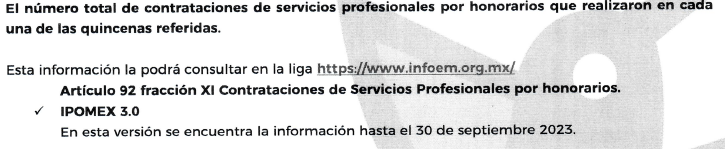 El número total de contrataciones de servicios profesionales por honorarios que realizaron en cada
una de las quincenas referidas.
Esta información la podrá consultar en la liga https://www.infoem.org.mx/
Artículo 92 fracción XI Contrataciones de Servicios Profesionales por honorarios.
✓ IPOMEX 3.0
En esta versión se encuentra la información hasta el 30 de septiembre 2023.